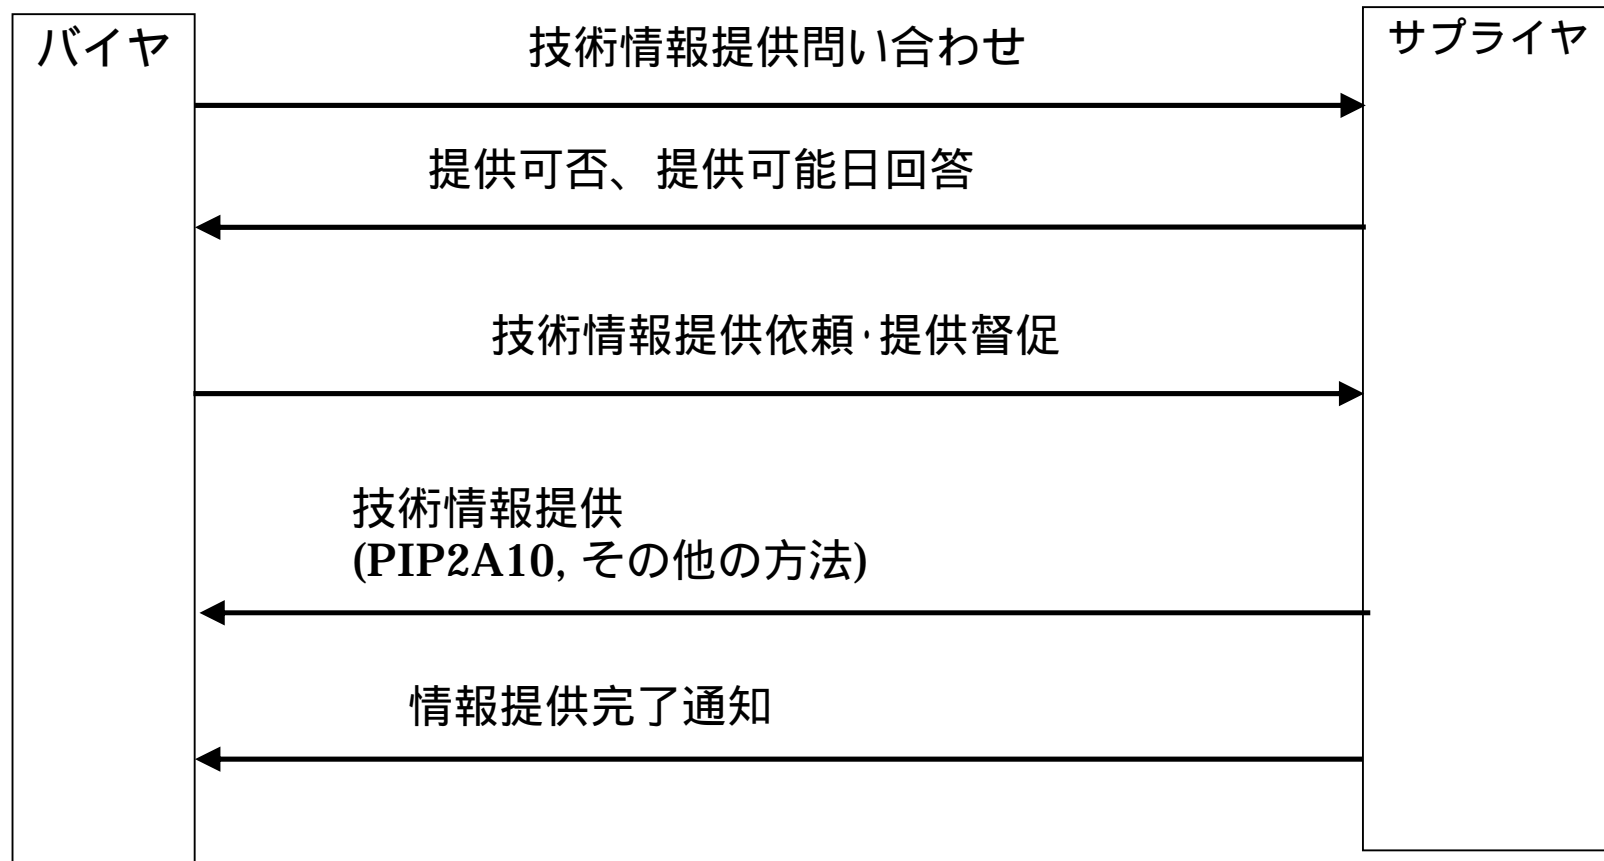 バイヤ
技術情報提供問い合わせ
サプライヤ
提供可否、提供可能日回答
技術情報提供依頼・提供督促
技術情報提供
(PIP2A10, その他の方法)
情報提供完了通知